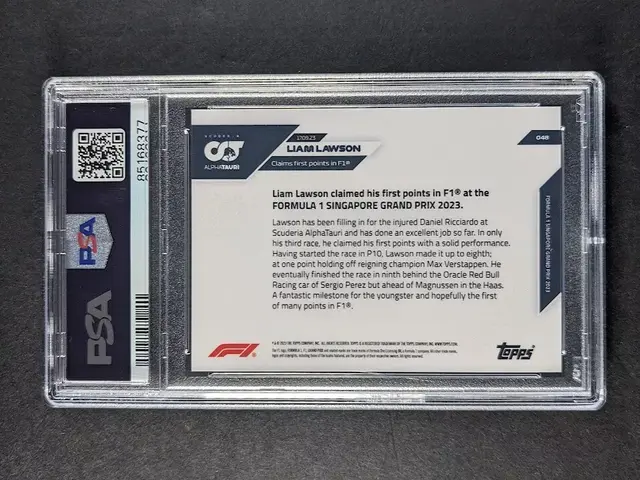 PSA
PSA
85168377
SCUDERIA
ALPHATAURI
17.09.23
LIAM LAWSON
Claims first points in F1®
048
FORMULA 1 SINGAPORE GRAND PRIX 2023
Liam Lawson claimed his first points in F1® at the
FORMULA 1 SINGAPORE GRAND PRIX 2023.
Lawson has been filling in for the injured Daniel Ricciardo at
Scuderia AlphaTauri and has done an excellent job so far. In only
his third race, he claimed his first points with a solid performance.
Having started the race in P10, Lawson made it up to eighth;
at one point holding off reigning champion Max Verstappen. He
eventually finished the race in ninth behind the Oracle Red Bull
Racing car of Sergio Perez but ahead of Magnussen in the Haas.
A fantastic milestone for the youngster and hopefully the first
of many points in F1®.
F1®
Topps®